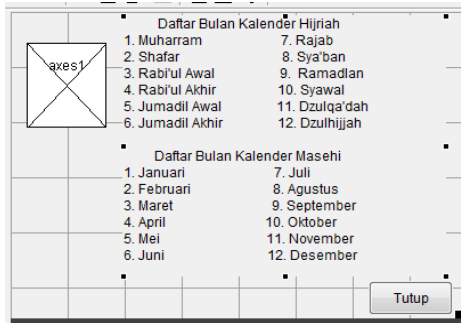 Daftar Bulan Kalender Hijriah
1. Muharram 7. Rajab
2. Shafar 8. Sya'ban
axes1
3. Rabi'ul Awal 9. Ramadlan
4. Rabi'ul Akhir 10. Syawal
5. Jumadil Awal 11. Dzulqa'dah
6. Jumadil Akhir 12. Dzulhijjah
Daftar Bulan Kalender Masehi
1. Januari 7. Juli
2. Februari 8. Agustus
3. Maret 9. September
4. April 10. Oktober
5. Mei 11. November
6. Juni 12. Desember
Tutup